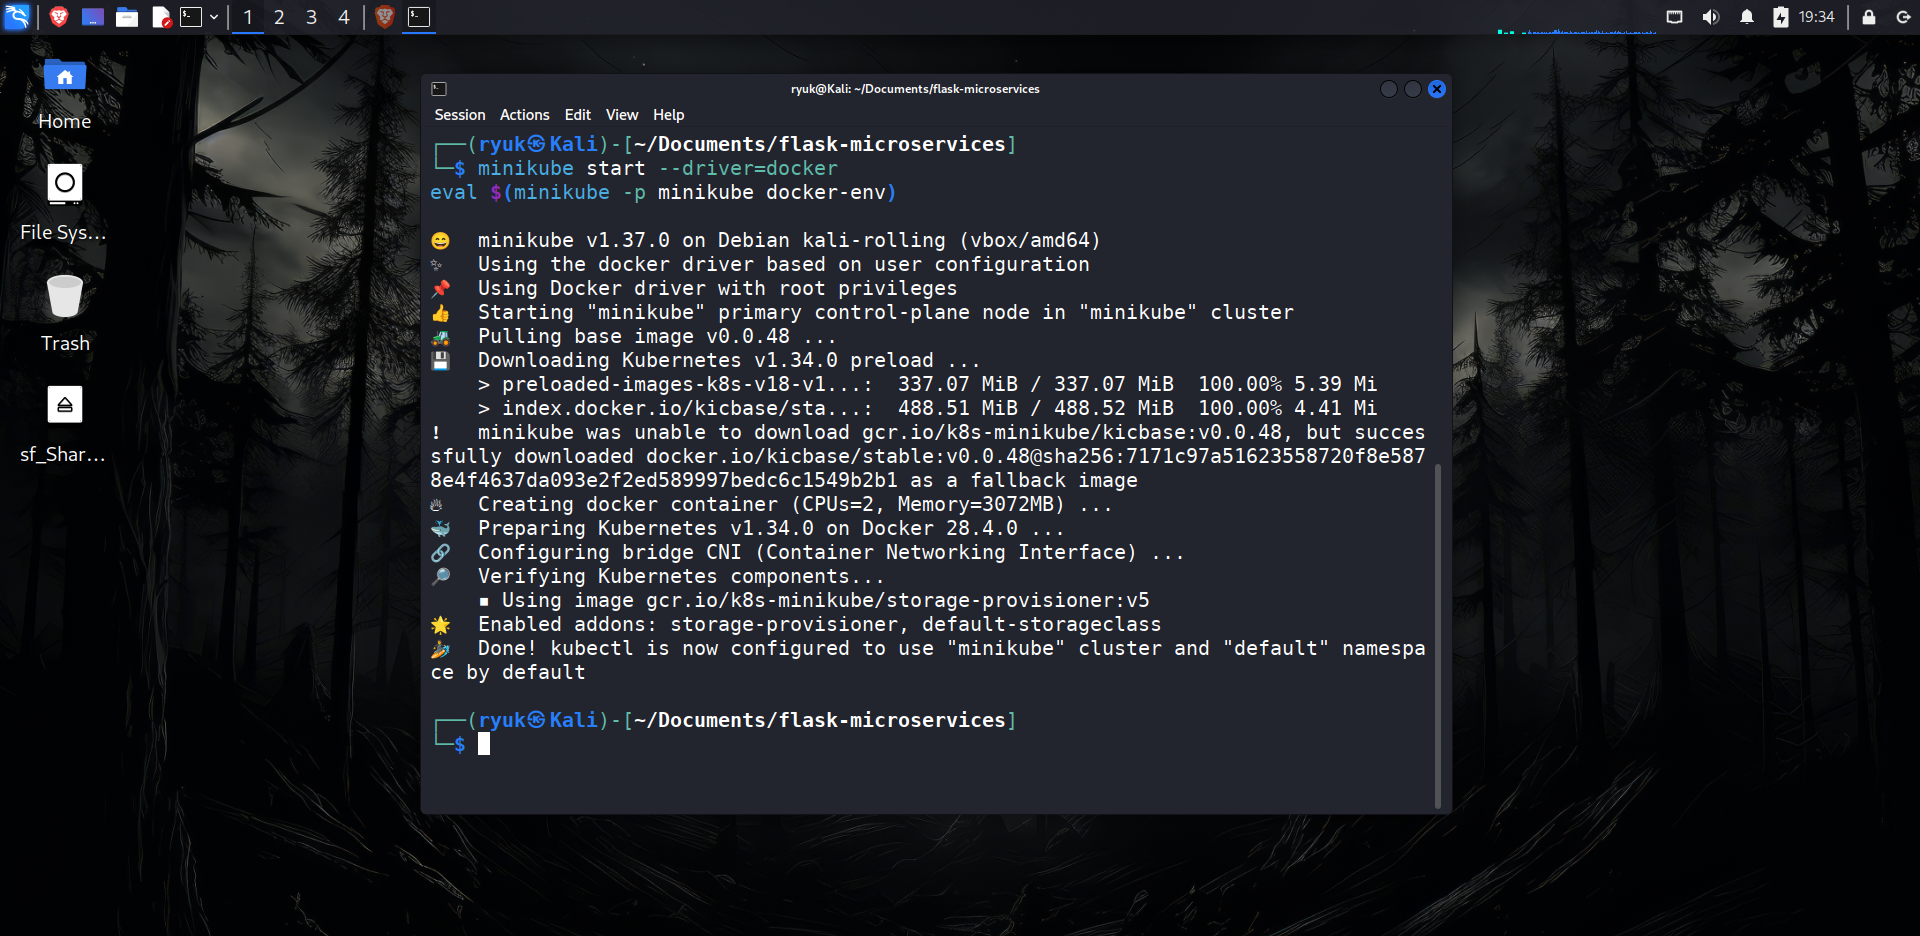 1 2 3 4
19:34
Home
File Sys...
Trash
sf_Shar...
ryuk@Kali: ~/Documents/flask-microservices
Session Actions Edit View Help
┌──(ryuk㉿Kali)-[~/Documents/flask-microservices]
└─$ minikube start --driver=docker
eval $(minikube -p minikube docker-env)
😄 minikube v1.37.0 on Debian kali-rolling (vbox/amd64)
✨ Using the docker driver based on user configuration
📌 Using Docker driver with root privileges
👍 Starting "minikube" primary control-plane node in "minikube" cluster
🚜 Pulling base image v0.0.48 ...
💾 Downloading Kubernetes v1.34.0 preload ...
> preloaded-images-k8s-v18-v1...: 337.07 MiB / 337.07 MiB 100.00% 5.39 Mi
> index.docker.io/kicbase/sta...: 488.51 MiB / 488.52 MiB 100.00% 4.41 Mi
! minikube was unable to download gcr.io/k8s-minikube/kicbase:v0.0.48, but succes
sfully downloaded docker.io/kicbase/stable:v0.0.48@sha256:7171c97a51623558720f8e587
8e4f4637da093e2f2ed589997bedc6c1549b2b1 as a fallback image
🔥 Creating docker container (CPUs=2, Memory=3072MB) ...
🐳 Preparing Kubernetes v1.34.0 on Docker 28.4.0 ...
🔗 Configuring bridge CNI (Container Networking Interface) ...
🔎 Verifying Kubernetes components...
▪ Using image gcr.io/k8s-minikube/storage-provisioner:v5
🌟 Enabled addons: storage-provisioner, default-storageclass
🏄 Done! kubectl is now configured to use "minikube" cluster and "default" namespa
ce by default
┌──(ryuk㉿Kali)-[~/Documents/flask-microservices]
└─$